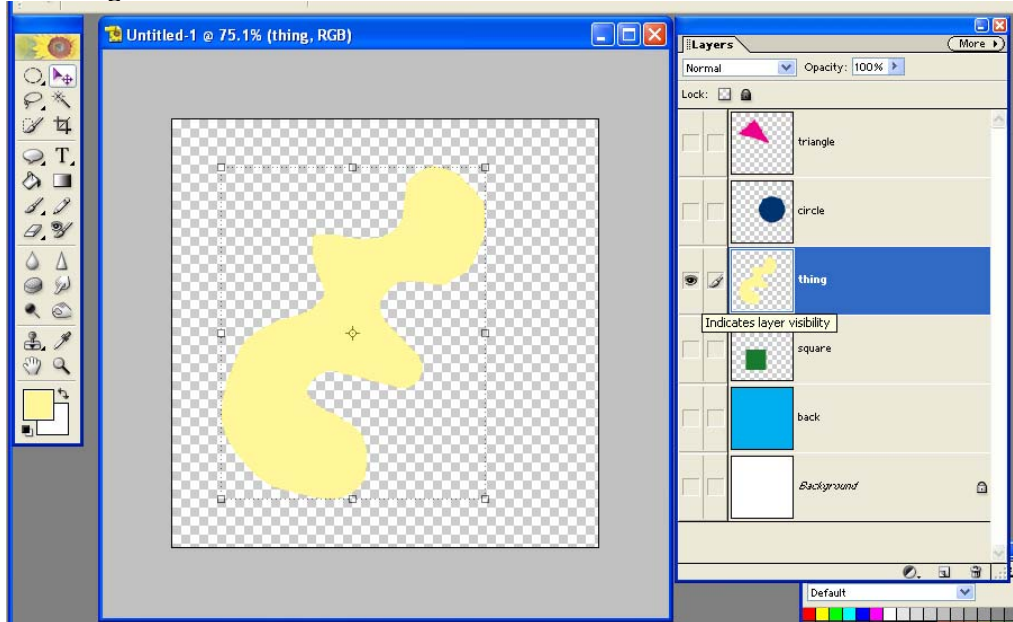 Untitled-1 @ 75.1% (thing, RGB)
Layers
More
Normal
Opacity: 100%
Lock:
triangle
circle
thing
Indicates layer visibility
square
back
Background
T
Default